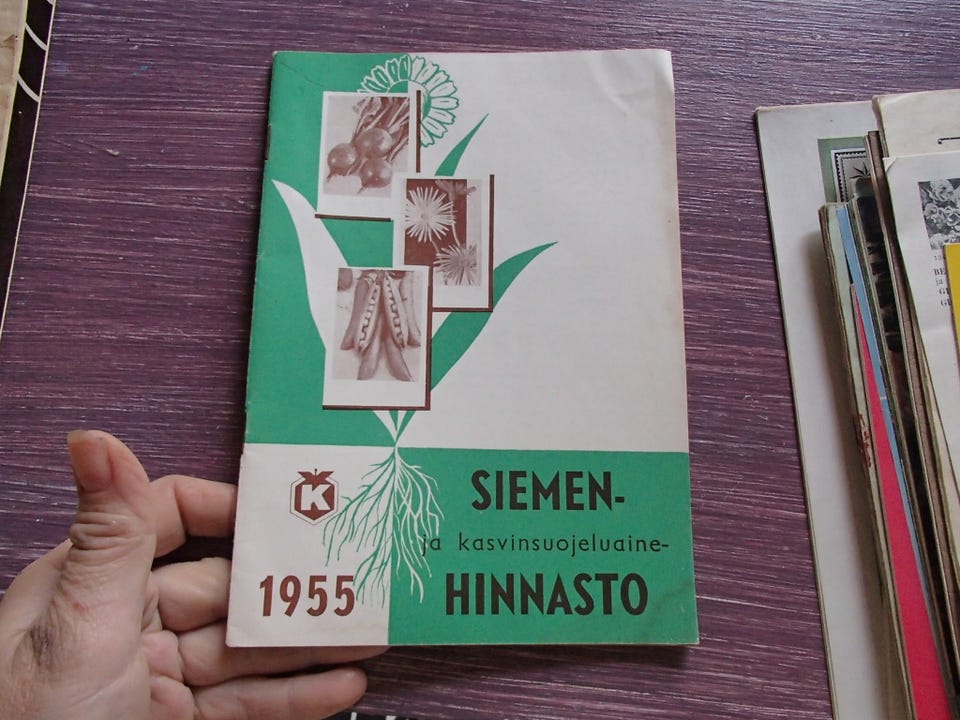 K
SIEMEN-
ja kasvinsuojeluaine-
HINNASTO
1955